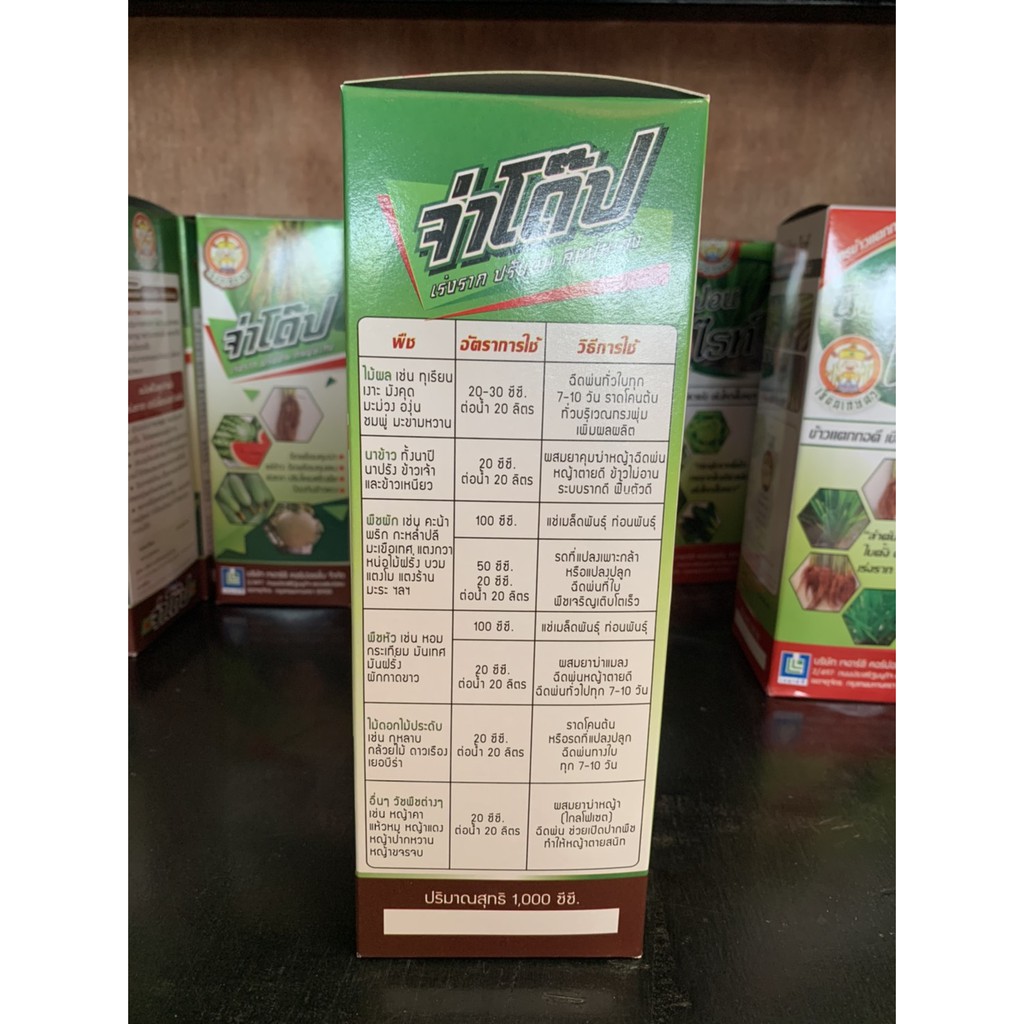 จ่าโด๊ป
เร่งราก
พืช
อัตราการใช้
วิธีการใช้
ไม้ผล เช่น ทุเรียน
เงาะ มังคุด
มะม่วง องุ่น
ชมพู่ มะขามหวาน
20-30 ซีซี.
ต่อน้ำ 20 ลิตร
ฉีดพ่นทั่วใบทุก
7-10 วัน ราดโคนต้น
ทั่วบริเวณทรงพุ่ม
เพิ่มผลผลิต
นาข้าว ทั้งนาปี
นาปรัง ข้าวเจ้า
และข้าวเหนียว
20 ซีซี.
ต่อน้ำ 20 ลิตร
ผสมยาคุมฆ่าหญ้าฉีดพ่น
หญ้าตายดี ข้าวไม่งาน
ระบบรากดี ฟื้นตัวดี
พืชผัก เช่น คะน้า
พริก กะหล่ำปลี
มะเขือเทศ, แตงกวา
หน่อไม้ฝรั่ง บวม
แตงโม แตงร้าน
มะระ ฯลฯ
100 ซีซี.
แช่เมล็ดพันธุ์ ท่อนพันธุ์
50 ซีซี.
20 ซีซี.
ต่อน้ำ 20 ลิตร
รดที่แปลงเพาะกล้า
หรือแปลงปลูก
ฉีดพ่นที่ใบ
พืชเจริญเติบโตเร็ว
พืชหัว เช่น หอม
กระเทียม มันเทศ
มันฝรั่ง
ผักกาดขาว
100 ซีซี.
แช่เมล็ดพันธุ์ ท่อนพันธุ์
20 ซีซี.
ต่อน้ำ 20 ลิตร
ผสมยาฆ่าแมลง
ฉีดพ่นหญ้าตายดี
ฉีดพ่นทั่วไปทุก 7-10 วัน
ไม้ดอกไม้ประดับ
เช่น กุหลาบ
กล้วยไม้ ดาวเรือง
เยอบีร่า
20 ซีซี.
ต่อน้ำ 20 ลิตร
ราดโคนต้น
หรือรดที่แปลงปลูก
ฉีดพ่นทางใบ
ทุก 7-10 วัน
อื่นๆ วัชพืชต่างๆ
เช่น หญ้าคา
แห้วหมู หญ้าแดง
หญ้าปากหวาน
หญ้าขจรจบ
20 ซีซี.
ต่อน้ำ 20 ลิตร
ผสมยาฆ่าหญ้า
(ไกลโฟเซต)
ฉีดพ่น ช่วยเปิดปากพืช
ทำให้หญ้าตายสนิท
ปริมาณสุทธิ 1,000 ซีซี.
จ่าโด๊ป
ข้าวแตกกอดี